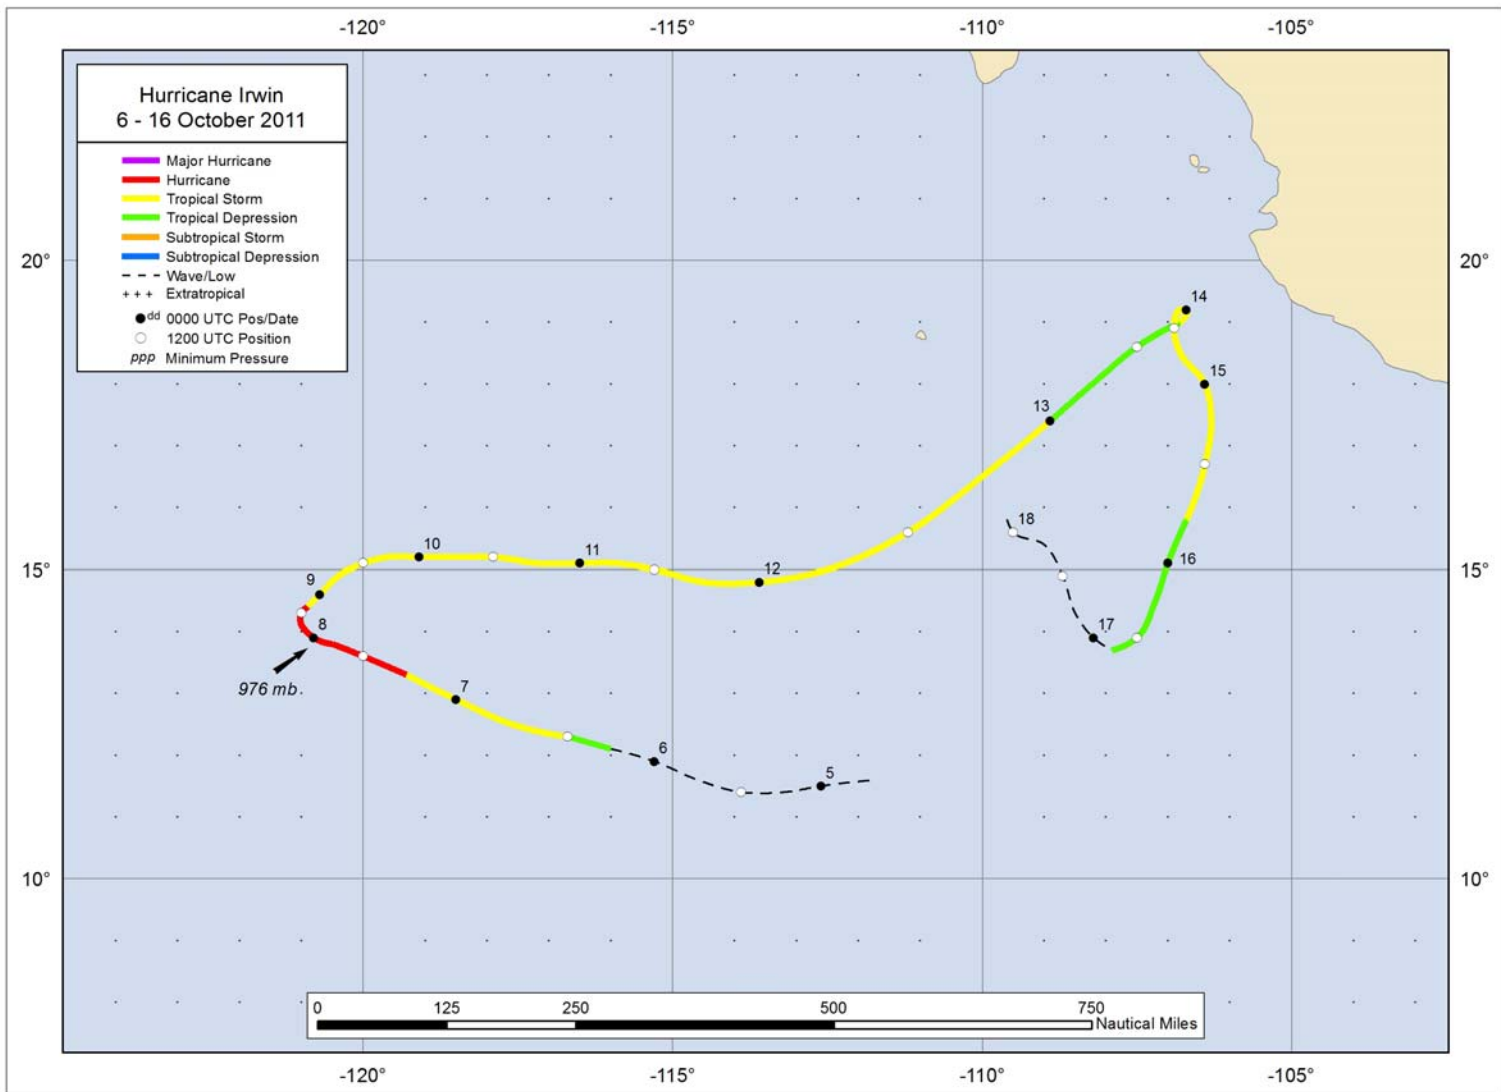 -120° -115° -110° -105°
Hurricane Irwin
6 - 16 October 2011
Major Hurricane
Hurricane
Tropical Storm
Tropical Depression
Subtropical Storm
Subtropical Depression
Wave/Low
+++ Extratropical
dd 0000 UTC Pos/Date
1200 UTC Position
ppp Minimum Pressure
20° 20°
14
15
13
18
10
11
16
15° 12 15°
9
8
17
976 mb
7
6
5
10° 10°
0 125 250 500 750
Nautical Miles
-120° -115° -110° -105°